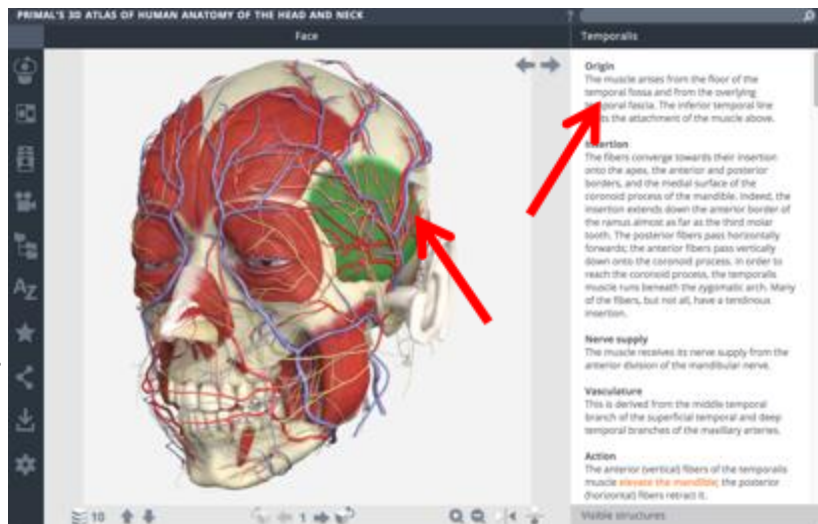 PRIMAL'S 3D ATLAS OF HUMAN ANATOMY OF THE HEAD AND NECK
?
Face
Temporalis
Origin
The muscle arises from the floor of the
temporal fossa and from the overlying
fascia. The inferior temporal line
the attachment of the muscle above.
Insertion
The fibers converge towards their insertion
onto the apex, the anterior and posterior
borders, and the medial surface of the
coronoid process of the mandible. Indeed, the
insertion extends down the anterior border of
the ramus almost as far as the third molar
tooth. The posterior fibers pass horizontally
forwards; the anterior fibers pass vertically
down onto the coronoid process. In order to
reach the coronoid process, the temporalis
muscle runs beneath the zygomatic arch. Many
of the fibers, but not all, have a tendinous
insertion.
Nerve supply
The muscle receives its nerve supply from the
anterior division of the mandibular nerve.
Vasculature
This is derived from the middle temporal
branch of the superficial temporal and deep
temporal branches of the maxillary arteries.
Action
The anterior (vertical) fibers of the temporalis
muscle elevate the mandible; the posterior
(horizontal) fibers retract it.
Visible structures
AZ
10
1